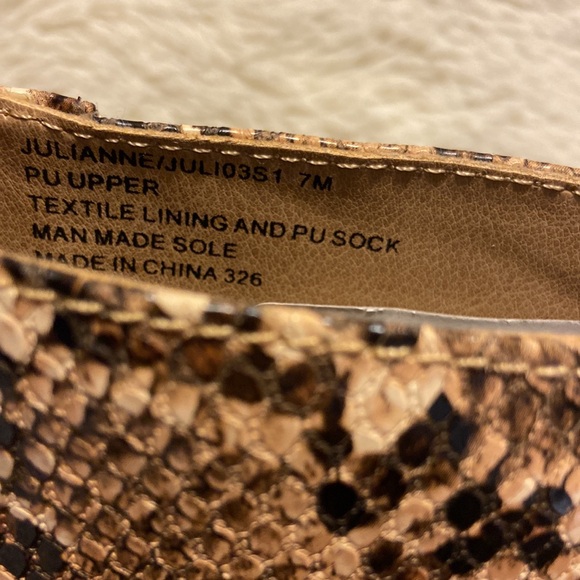 JULIANNE/JULI03S1 7M
PU UPPER
TEXTILE LINING AND PU SOCK
MAN MADE SOLE
MADE IN CHINA 326